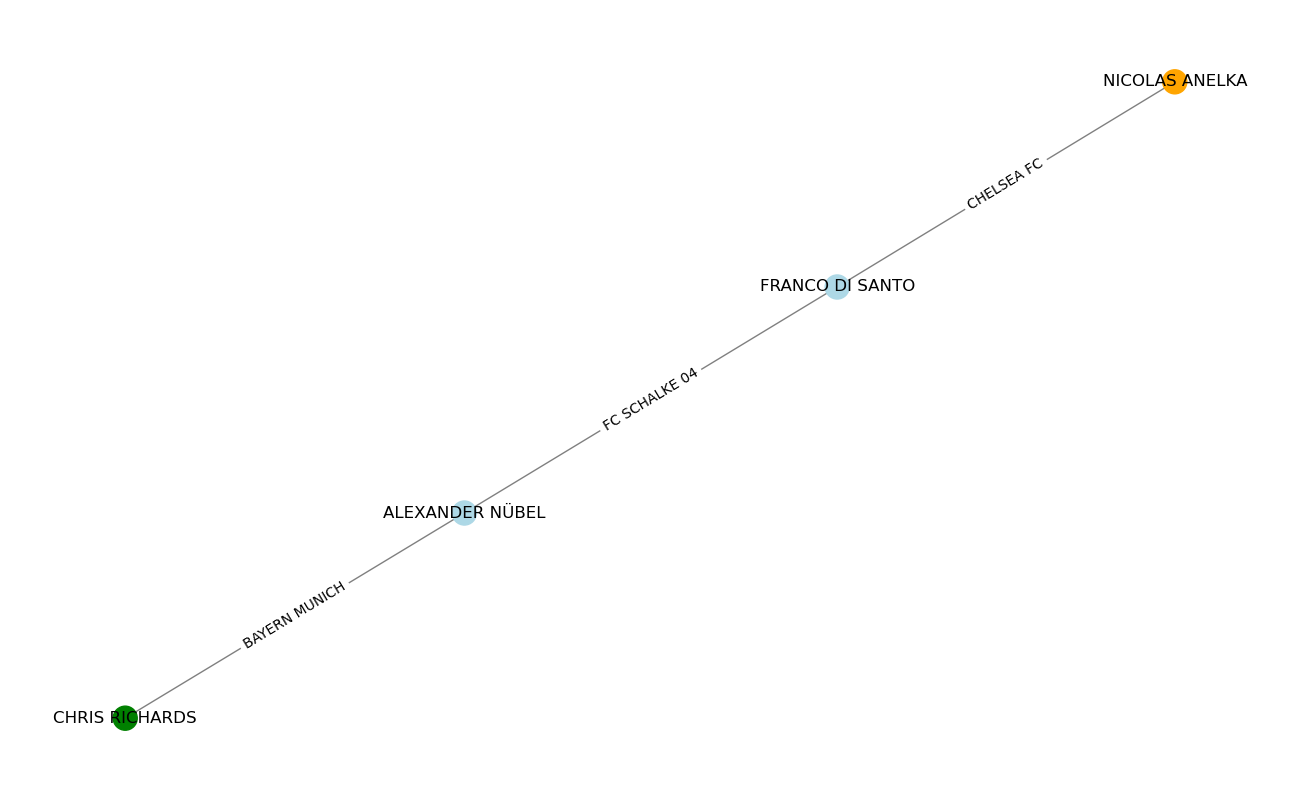 NICOLAS ANELKA
CHELSEA FC
FRANCO DI SANTO
FC SCHALKE 04
ALEXANDER NÜBEL
BAYERN MUNICH
CHRIS RICHARDS